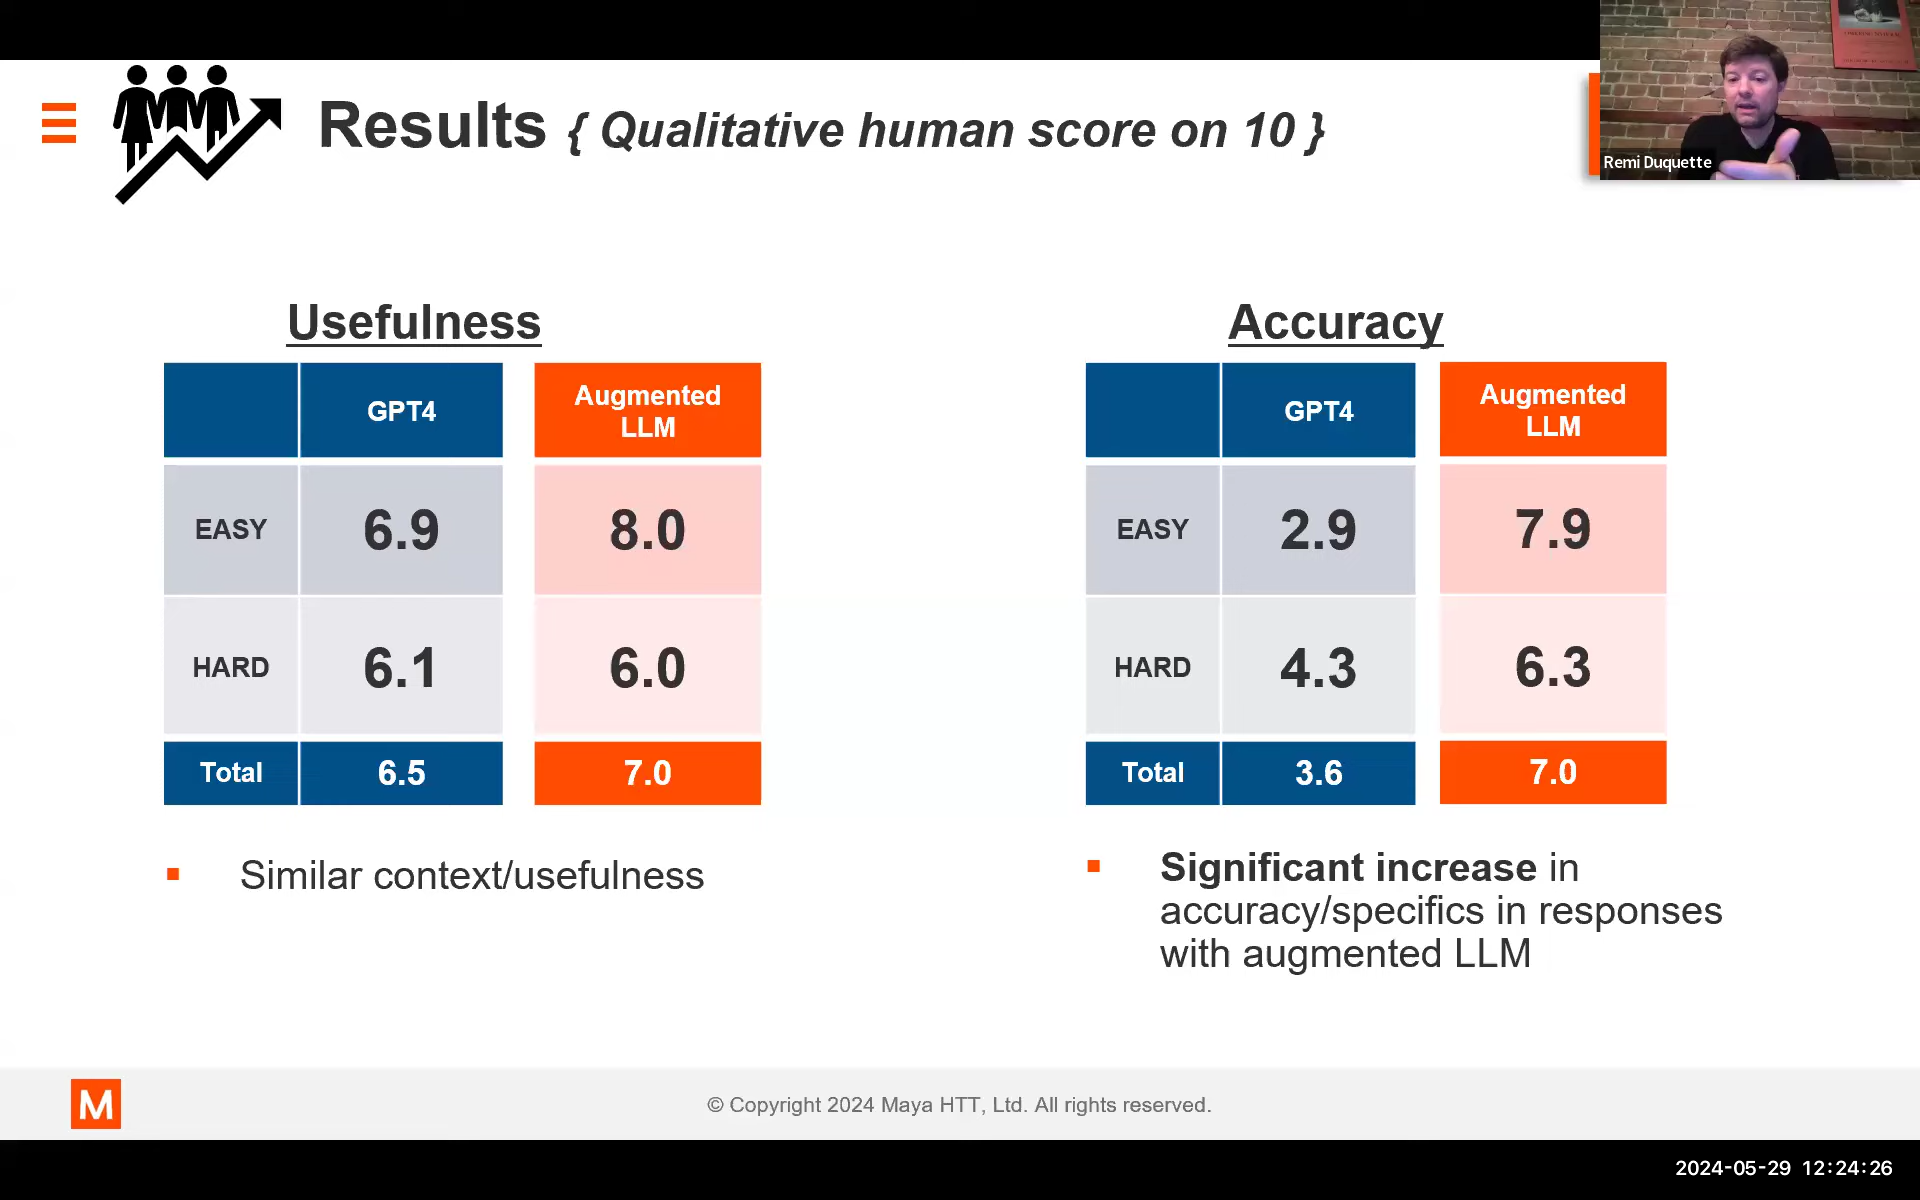 Results { Qualitative human score on 10 }
Remi Duquette
Usefulness
GPT4
Augmented
LLM
EASY
6.9
8.0
HARD
6.1
6.0
Total
6.5
7.0
Similar context/usefulness
Accuracy
GPT4
Augmented
LLM
EASY
2.9
7.9
HARD
4.3
6.3
Total
3.6
7.0
Significant increase in
accuracy/specifics in responses
with augmented LLM
M
© Copyright 2024 Maya HTT, Ltd. All rights reserved.
2024-05-29 12:24:26